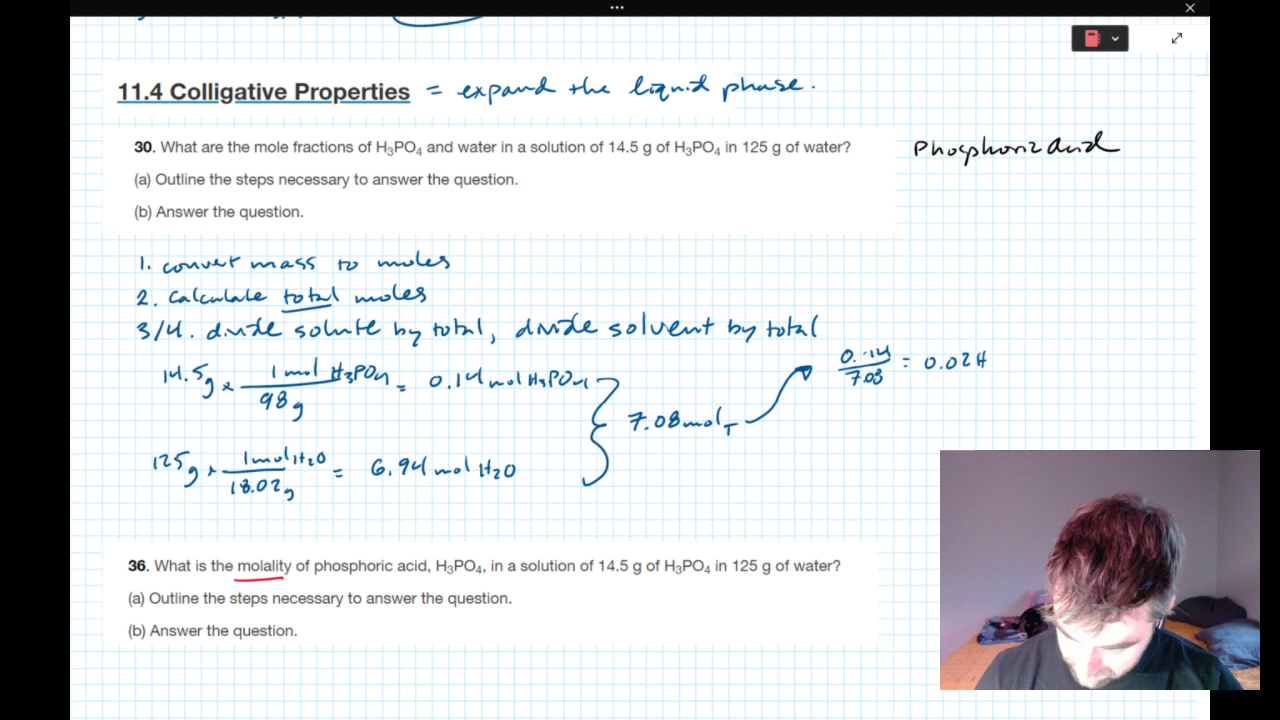 11.4 Colligative Properties = expand the liquid phase.
30. What are the mole fractions of H₃PO₄ and water in a solution of 14.5 g of H₃PO₄ in 125 g of water?
(a) Outline the steps necessary to answer the question.
(b) Answer the question.
1. convert mass to moles
2. calculate total moles
3/4. divide solute by total, divide solvent by total
14.5g × 1 mol H₃PO₄ / 98g = 0.14 mol H₃PO₄
7.08 mol T
0.14 / 7.08 = 0.02
125g × 1 mol H₂O / 18.02g = 6.94 mol H₂O
36. What is the molality of phosphoric acid, H₃PO₄, in a solution of 14.5 g of H₃PO₄ in 125 g of water?
(a) Outline the steps necessary to answer the question.
(b) Answer the question.